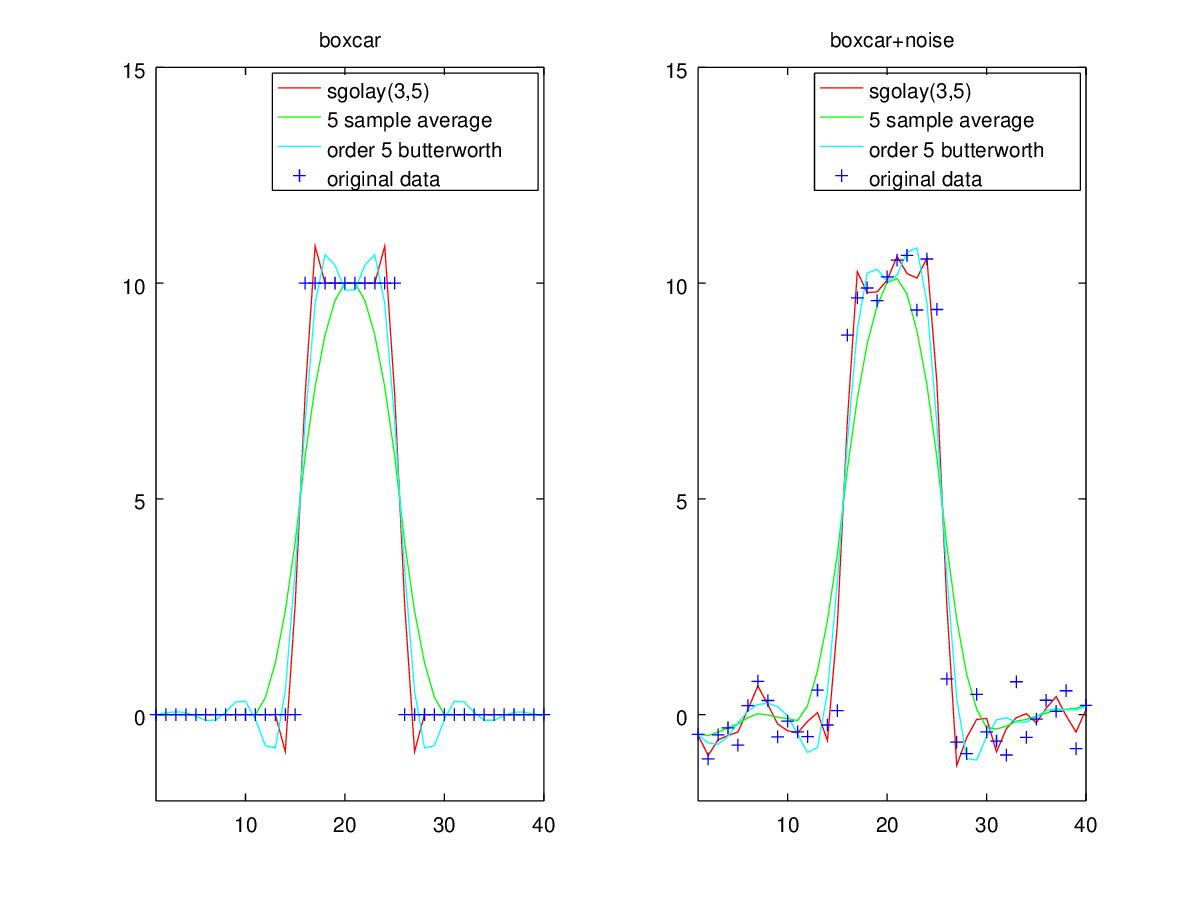 boxcar
15
sgolay(3,5)
5 sample average
order 5 butterworth
original data
10
5
0
10 20 30 40
boxcar+noise
15
sgolay(3,5)
5 sample average
order 5 butterworth
original data
10
5
0
10 20 30 40